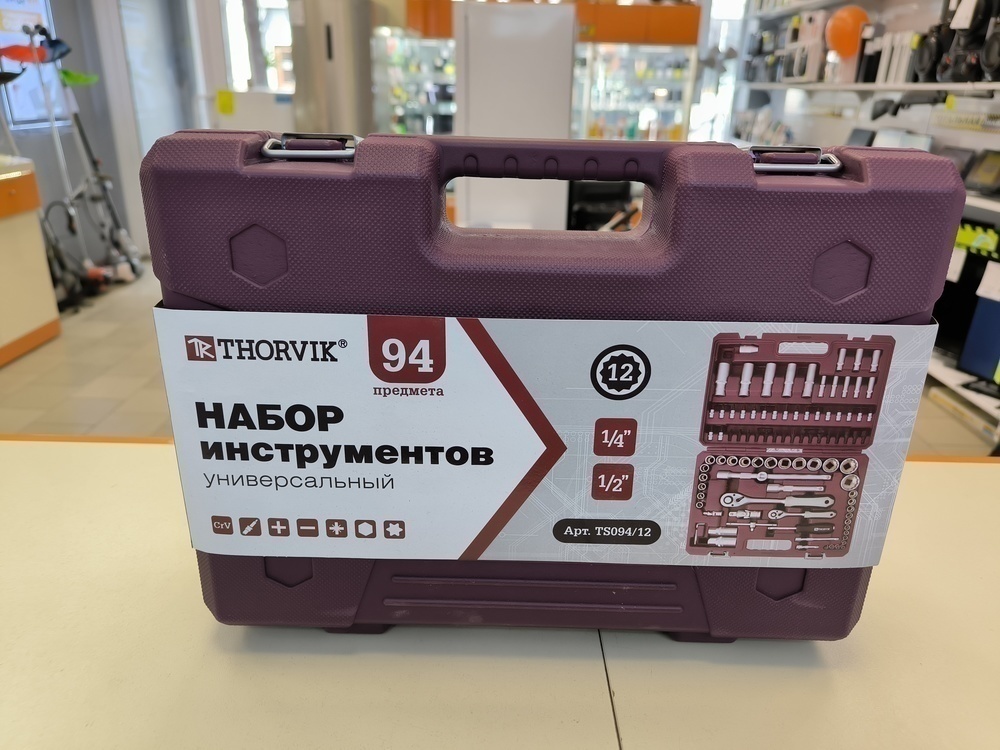 THORVIK®
94
предмета
НАБОР
инструментов
универсальный
CrV
12
1/4”
1/2”
Арт. TS094/12